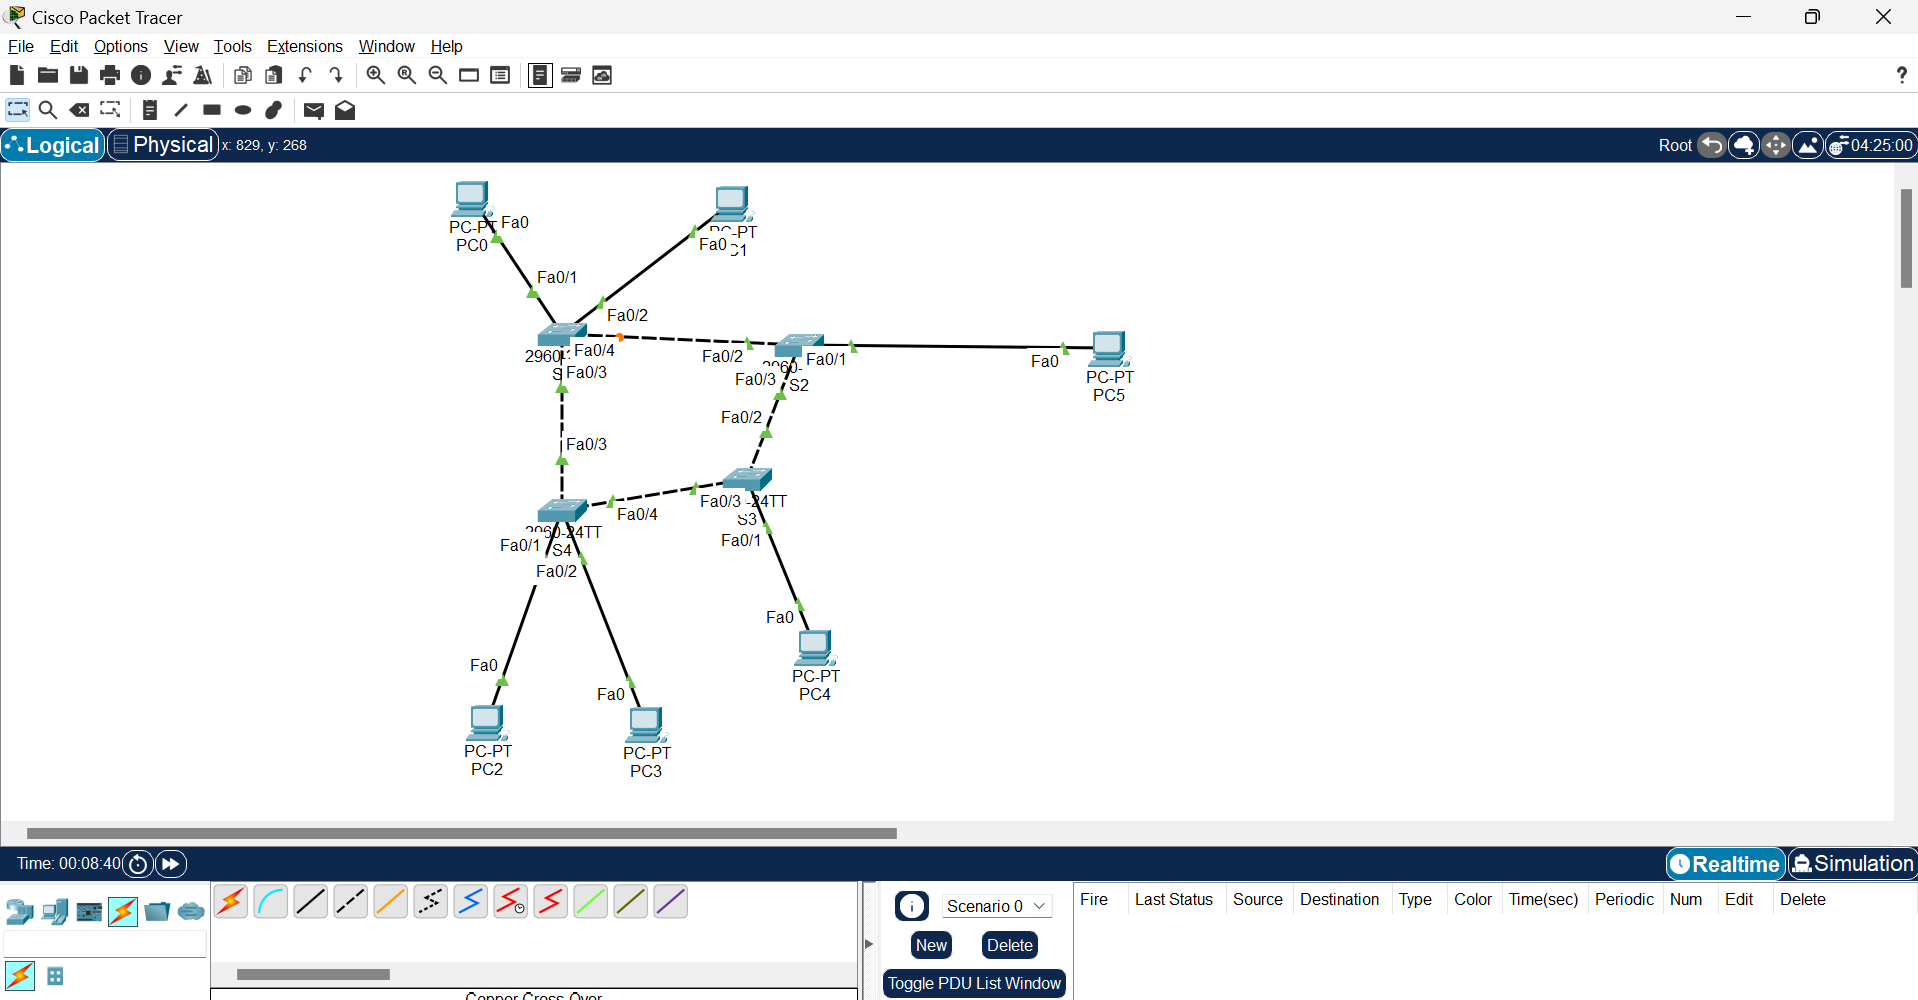 Cisco Packet Tracer
File Edit Options View Tools Extensions Window Help
Logical Physical x: 829, y: 268 Root 04:25:00
PC-PT
PC0
Fa0
PC-PT
Fa0
Fa0/1
Fa0/2
Fa0/4
Fa0/3
Fa0/2
Fa0/1
Fa0/3
S2
Fa0
PC-PT
PC5
Fa0/2
Fa0/3
Fa0/3
-24TT
S3
Fa0/4
2960-24TT
S4
Fa0/1
Fa0/2
Fa0/1
Fa0
PC-PT
PC4
Fa0
Fa0
PC-PT
PC2
PC-PT
PC3
Time: 00:08:40 Realtime Simulation
Scenario 0
New Delete
Toggle PDU List Window
Fire Last Status Source Destination Type Color Time(sec) Periodic Num Edit Delete
Copper Cross-Over